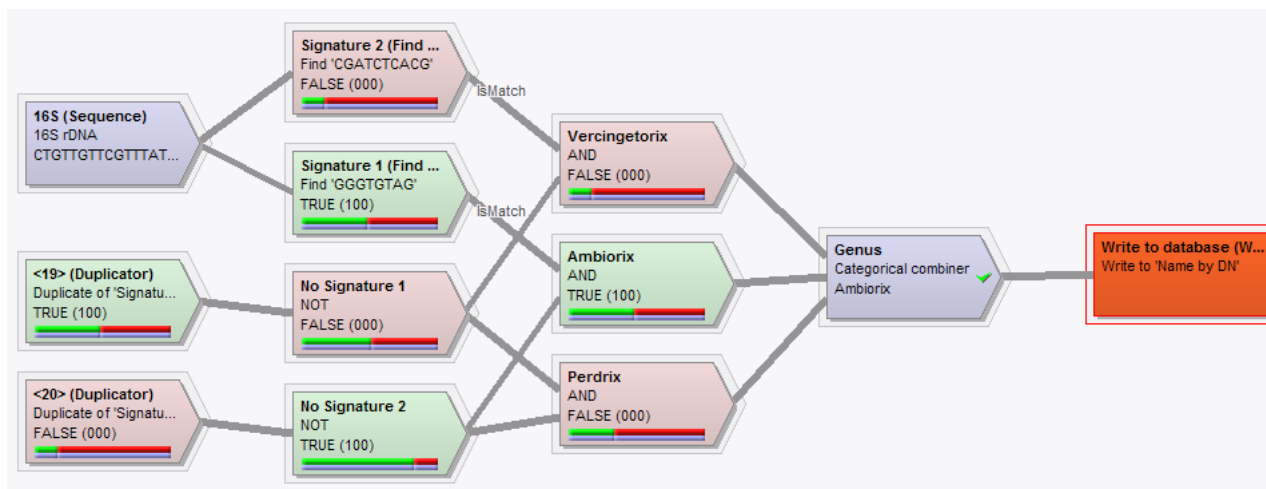 16S (Sequence)
16S rDNA
CTGTTGTTCGTTTAT...
<19> (Duplicator)
Duplicate of 'Signatu...
TRUE (100)
<20> (Duplicator)
Duplicate of 'Signatu...
FALSE (000)
Signature 2 (Find ...
Find 'CGATCTCACG'
FALSE (000)
IsMatch
Signature 1 (Find ...
Find 'GGGTGTAG'
TRUE (100)
IsMatch
No Signature 1
NOT
FALSE (000)
No Signature 2
NOT
TRUE (100)
Vercingetorix
AND
FALSE (000)
Ambiorix
AND
TRUE (100)
Perdrix
AND
FALSE (000)
Genus
Categorical combiner
Ambiorix
Write to database (W...
Write to 'Name by DN'